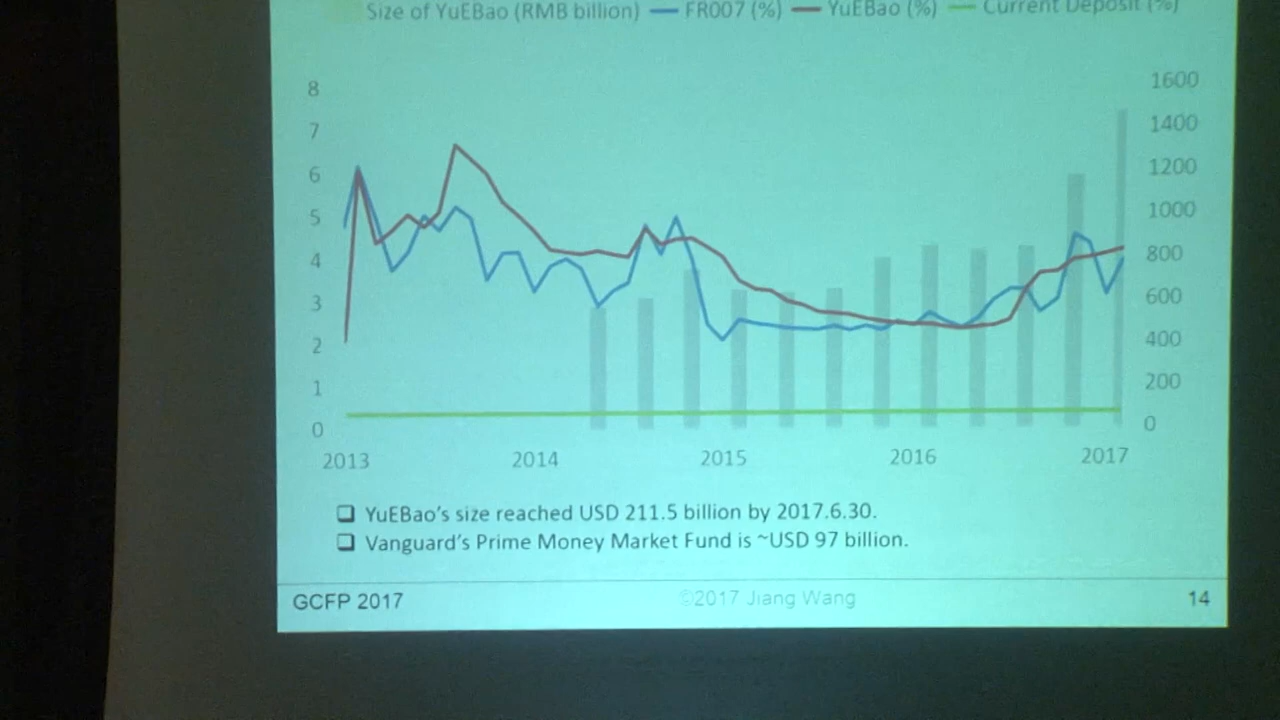 Size of YuEBao (RMB billion) FR007 (%) YuEBao (%) Current Deposit (%)
8 1600
7 1400
6 1200
5 1000
4 800
3 600
2 400
1 200
0 0
2013 2014 2015 2016 2017
YuEBao's size reached USD 211.5 billion by 2017.6.30.
Vanguard's Prime Money Market Fund is ~USD 97 billion.
GCFP 2017 ©2017 Jiang Wang 14